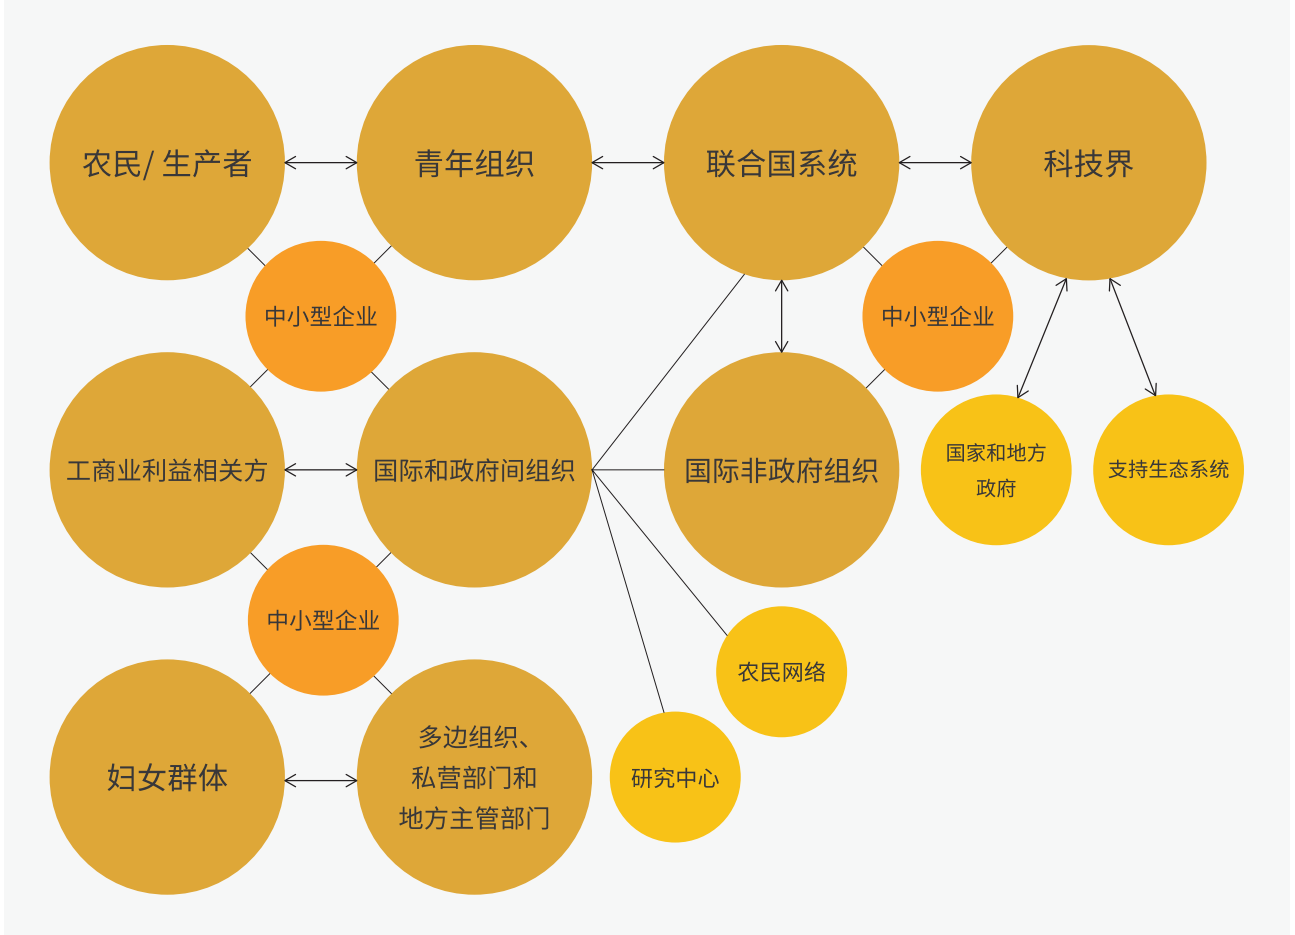 农民/ 生产者
青年组织
联合国系统
科技界
中小型企业
中小型企业
工商业利益相关方
国际和政府间组织
国际非政府组织
国家和地方
政府
支持生态系统
中小型企业
农民网络
妇女群体
多边组织、
私营部门和
地方主管部门
研究中心